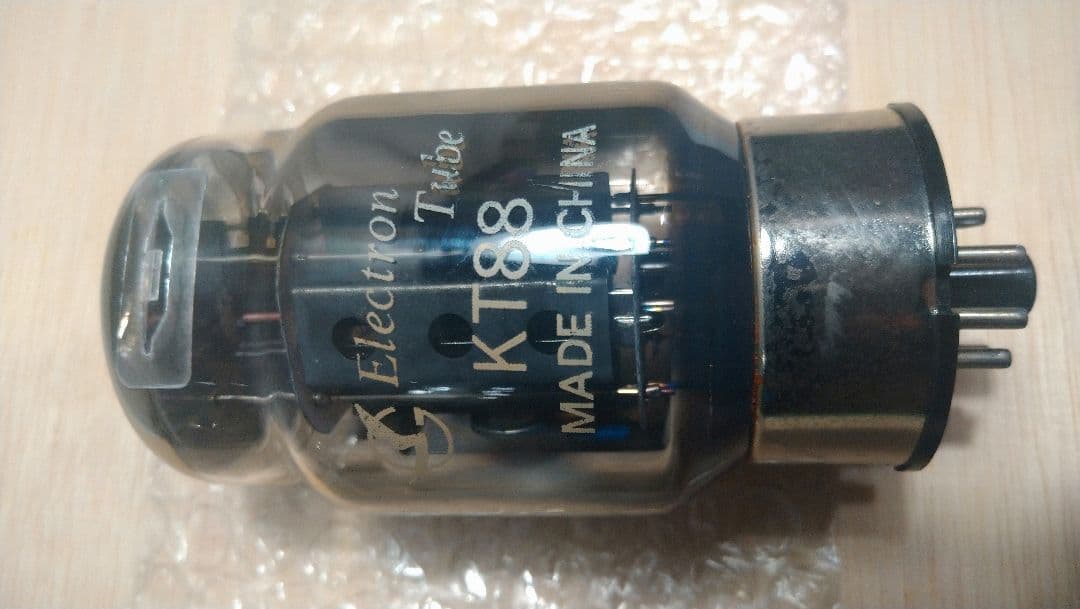 Electron
Tube
KT88
MADE IN CHINA